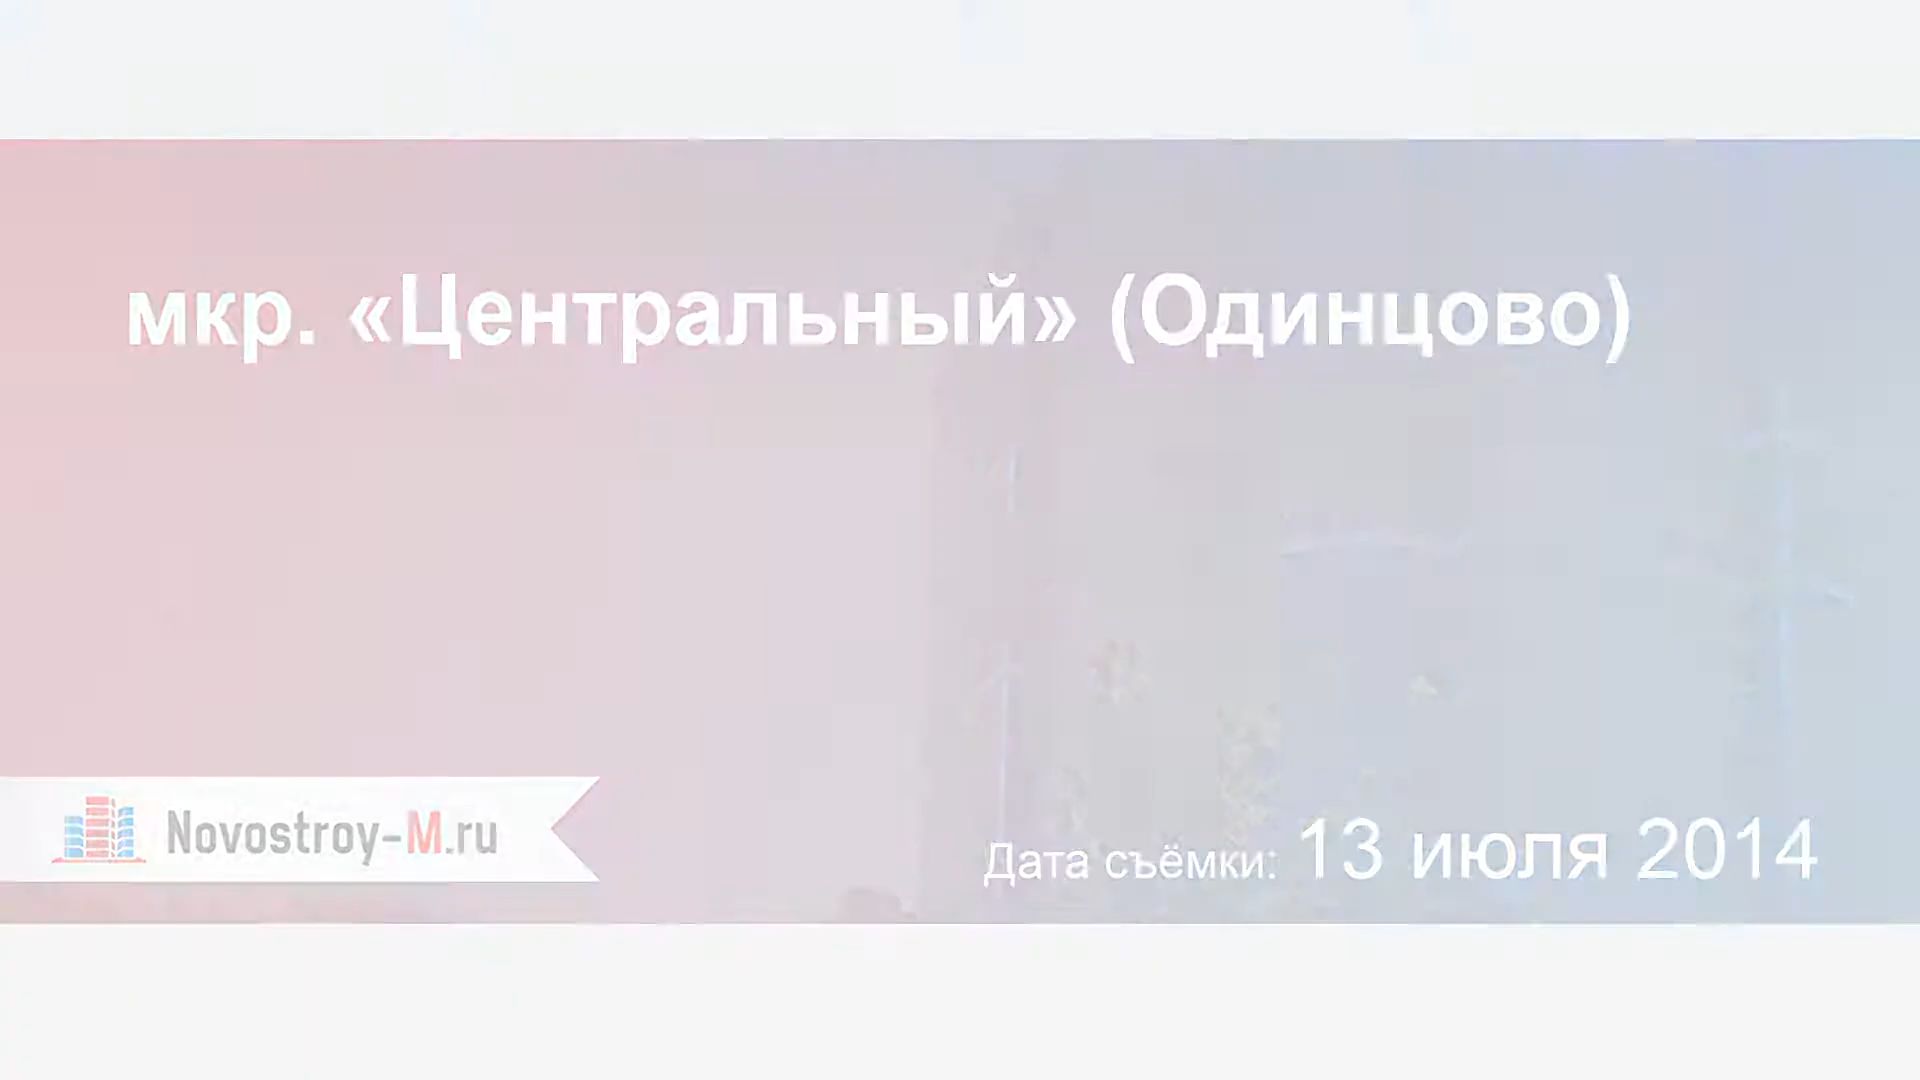 мкр. «Центральный» (Одинцово)
Novostroy-M.ru
Дата съёмки: 13 июля 2014